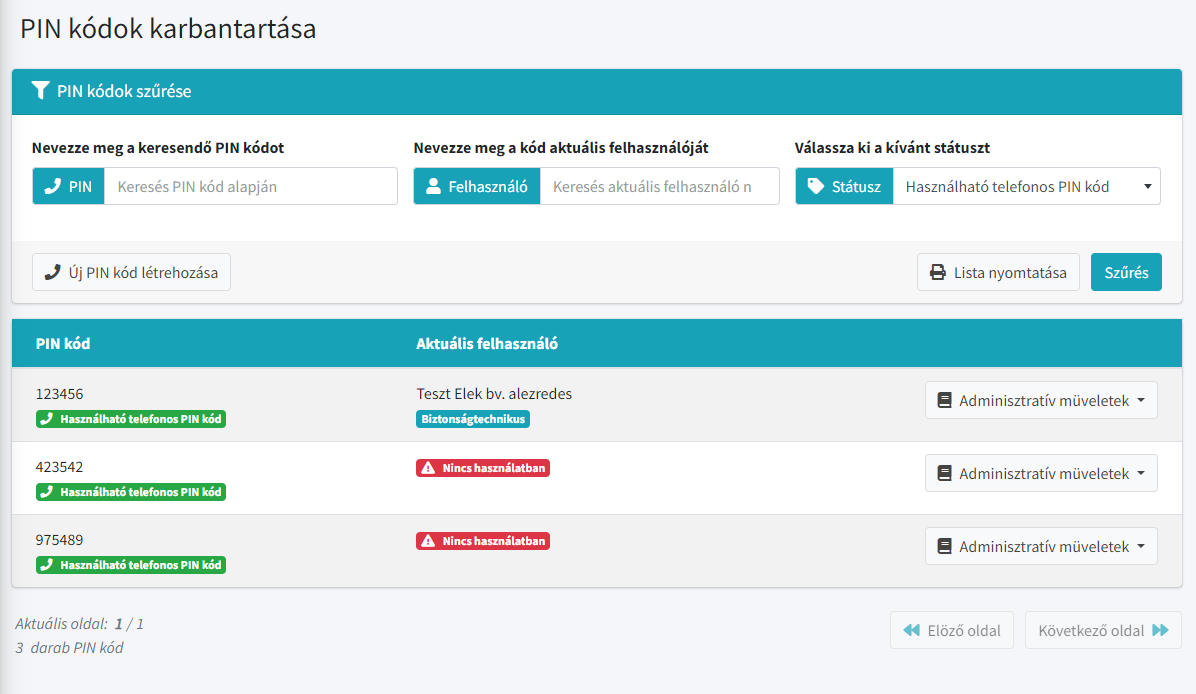 PIN kódok karbantartása
PIN kódok szűrése
Nevezze meg a keresendő PIN kódot
Nevezze meg a kód aktuális felhasználóját
Válassza ki a kívánt státuszt
PIN Keresés PIN kód alapján
Felhasználó Keresés aktuális felhasználó n
Státusz Használható telefonos PIN kód
Új PIN kód létrehozása
Lista nyomtatása
Szűrés
PIN kód Aktuális felhasználó
123456 Teszt Elek bv. alezredes
Használható telefonos PIN kód Biztonságtechnikus
Adminisztratív müveletek
423542 Nincs használatban
Használható telefonos PIN kód
Adminisztratív müveletek
975489 Nincs használatban
Használható telefonos PIN kód
Adminisztratív müveletek
Aktuális oldal: 1 / 1
3 darab PIN kód
Elöző oldal
Következő oldal